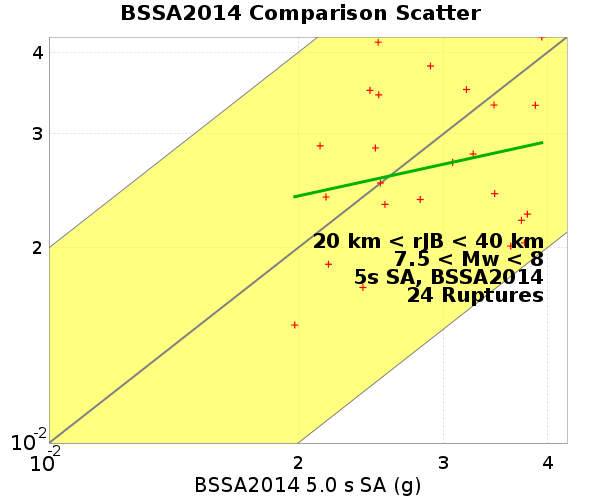 BSSA2014 Comparison Scatter
4
3
2
10-2
20 km < rJB < 40 km
7.5 < Mw < 8
5s SA, BSSA2014
24 Ruptures
10-2
2
3
4
BSSA2014 5.0 s SA (g)